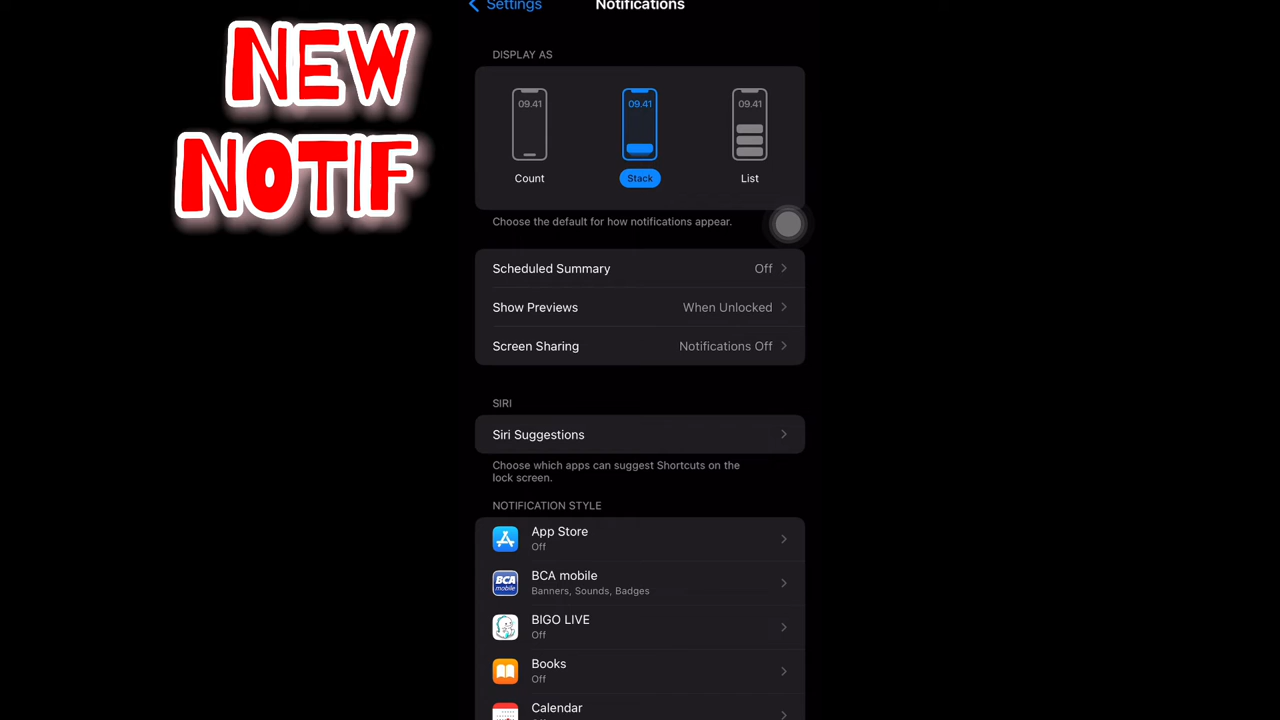 NEW
NOTIF
Settings
Notifications
DISPLAY AS
09.41
09.41
09.41
Count
Stack
List
Choose the default for how notifications appear.
Scheduled Summary
Off
Show Previews
When Unlocked
Screen Sharing
Notifications Off
SIRI
Siri Suggestions
Choose which apps can suggest Shortcuts on the
lock screen.
NOTIFICATION STYLE
App Store
Off
BCA
mobile
BCA mobile
Banners, Sounds, Badges
BIGO LIVE
Off
Books
Off
Calendar